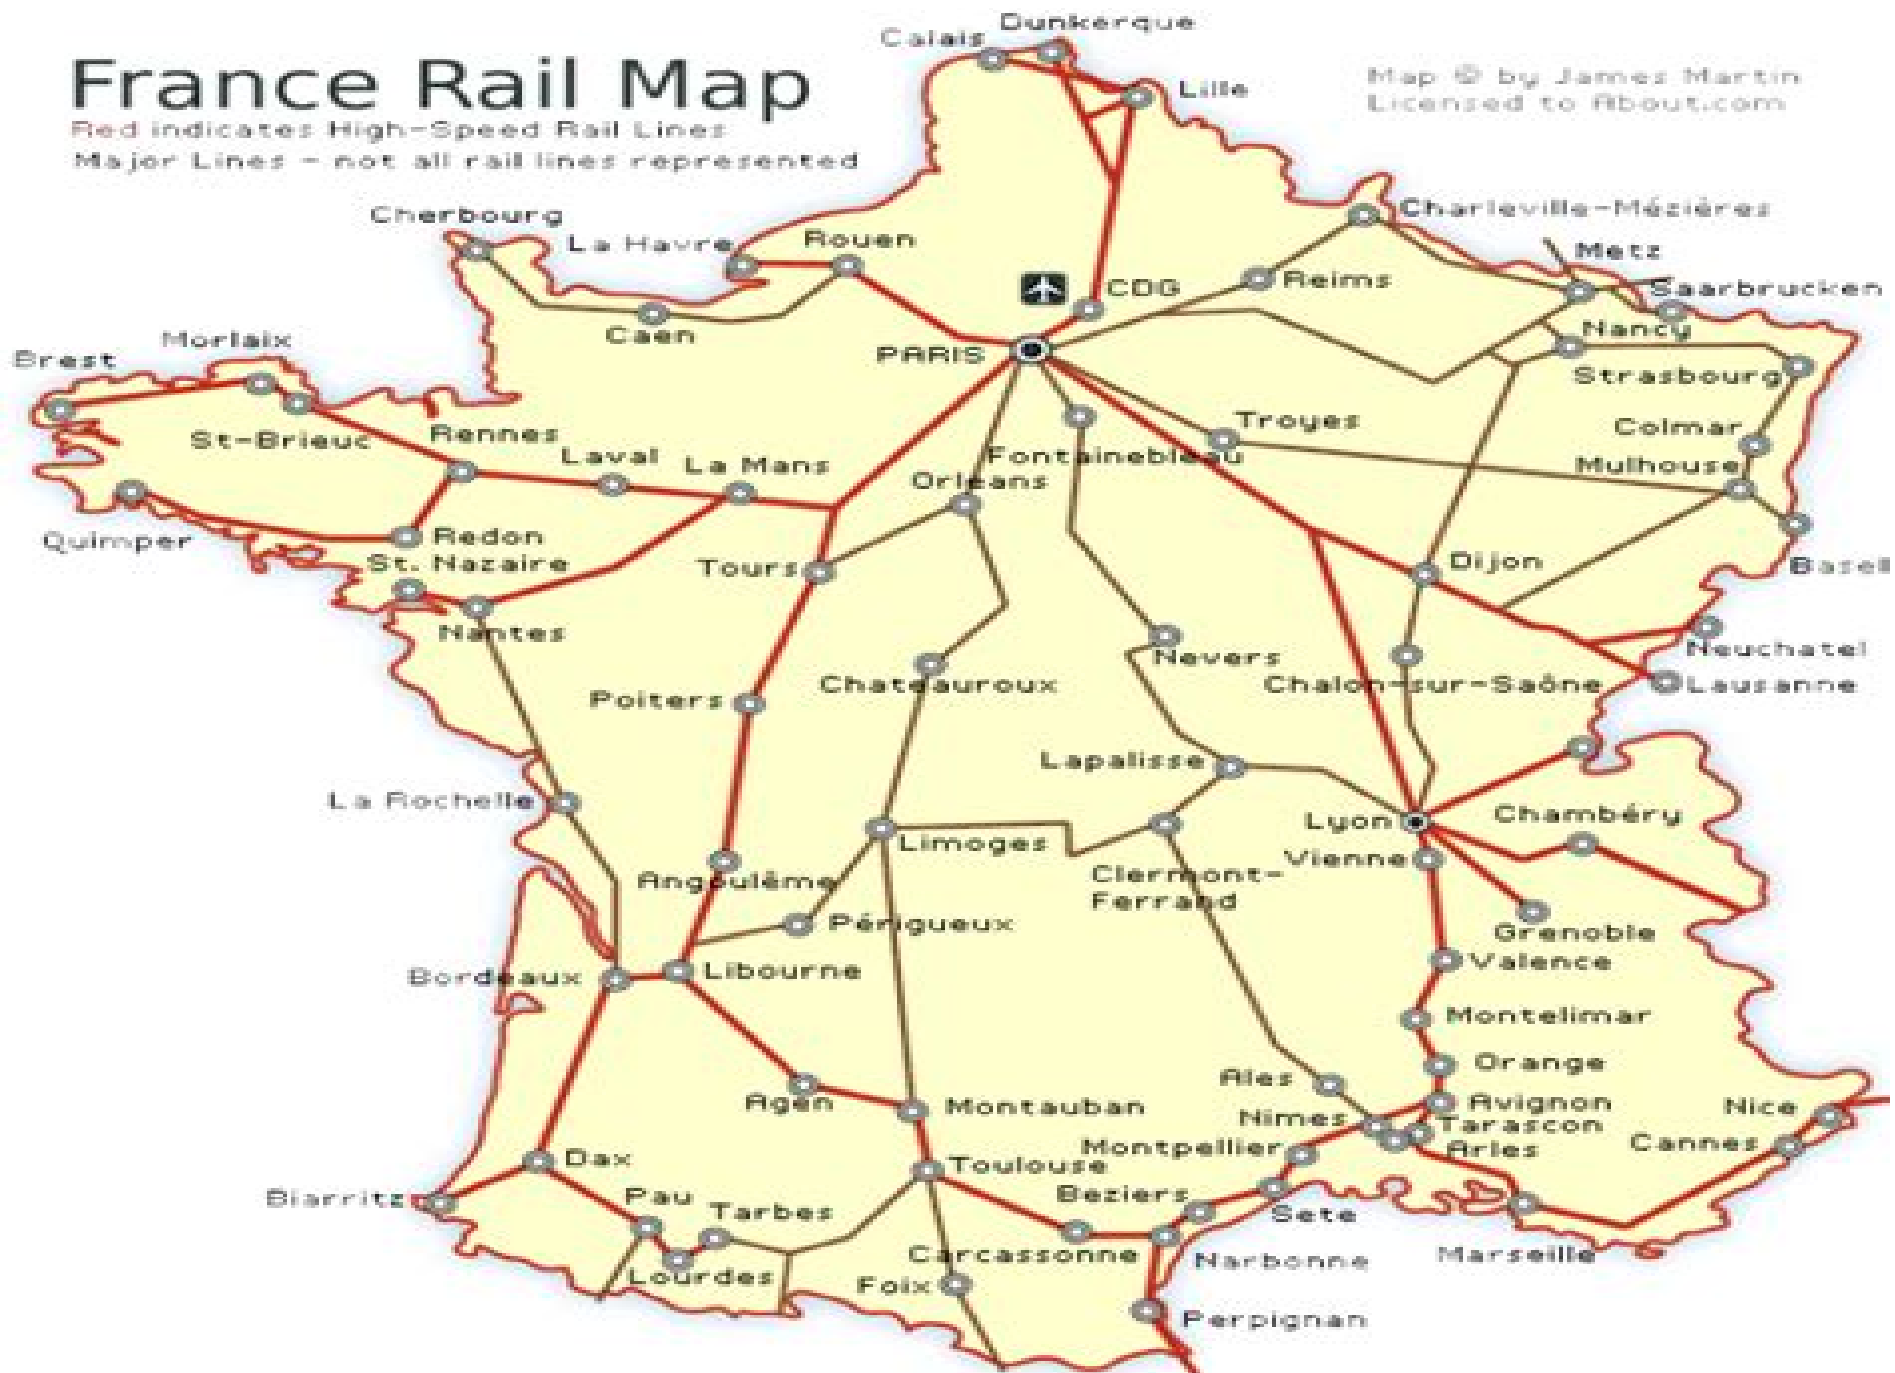 Dunkerque
Calais
France Rail Map
Map © by James Martin
Licensed to About.com
Lille
Red indicates High-Speed Rail Lines
Major Lines - not all rail lines represented
Cherbourg
La Havre
Rouen
Charleville-Mézières
Metz
CDG
Reims
Saarbrucken
Caen
Nancy
Morlaix
Brest
PARIS
Strasbourg
St-Brieuc
Rennes
Troyes
Colmar
Laval
La Mans
Fontainebleau
Mulhouse
Orleans
Quimper
Redon
St. Nazaire
Tours
Dijon
Basel
Nantes
Nevers
Neuchatel
Chateauroux
Chalon-sur-Saône
Lausanne
Poiters
Lapalisse
La Rochelle
Limoges
Lyon
Chambéry
Vienne
Angoulême
Clermont-
Ferrand
Périgueux
Grenoble
Bordeaux
Libourne
Valence
Montelimar
Orange
Ales
Agen
Montauban
Avignon
Nice
Nimes
Tarascon
Montpellier
Arles
Cannes
Dax
Toulouse
Biarritz
Pau
Tarbes
Beziers
Sete
Carcassonne
Narbonne
Marseille
Lourdes
Foix
Perpignan